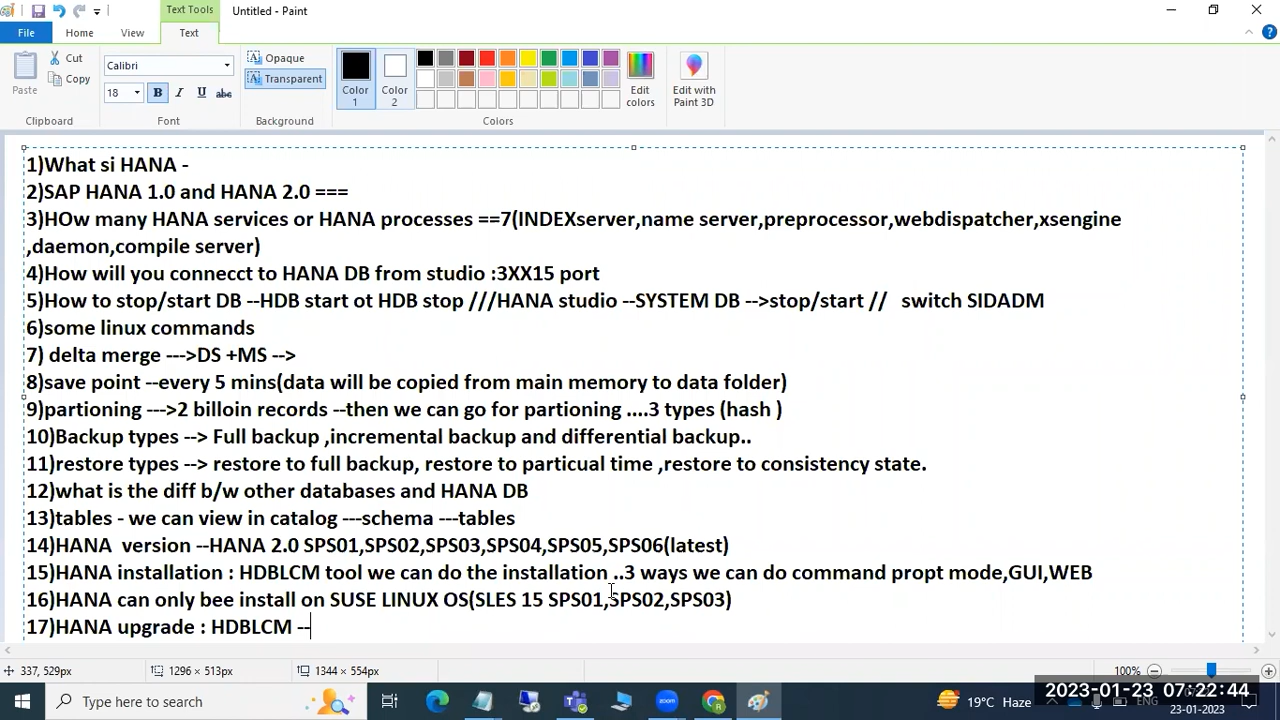 Text Tools
Untitled - Paint
File
Home
View
Text
Paste
Cut
Copy
Clipboard
Calibri
18
B
I
U
abc
Font
Opaque
Transparent
Background
Color 1
Color 2
Edit colors
Edit with Paint 3D
Colors
1)What si HANA -
2)SAP HANA 1.0 and HANA 2.0 ===
3)HOw many HANA services or HANA processes ==7(INDEXserver,name server,preprocessor,webdispatcher,xsengine
,daemon,compile server)
4)How will you connecct to HANA DB from studio :3XX15 port
5)How to stop/start DB --HDB start ot HDB stop ///HANA studio --SYSTEM DB -->stop/start //   switch SIDADM
6)some linux commands
7) delta merge --->DS +MS -->
8)save point --every 5 mins(data will be copied from main memory to data folder)
9)partioning --->2 billoin records --then we can go for partioning ....3 types (hash )
10)Backup types --> Full backup ,incremental backup and differential backup..
11)restore types --> restore to full backup, restore to particual time ,restore to consistency state.
12)what is the diff b/w other databases and HANA DB
13)tables - we can view in catalog ---schema ---tables
14)HANA  version --HANA 2.0 SPS01,SPS02,SPS03,SPS04,SPS05,SPS06(latest)
15)HANA installation : HDBLCM tool we can do the installation ..3 ways we can do command propt mode,GUI,WEB
16)HANA can only bee install on SUSE LINUX OS(SLES 15 SPS01,SPS02,SPS03)
17)HANA upgrade : HDBLCM --
337, 529px
1296 × 513px
1344 × 554px
100%
Type here to search
zoom
19°C Haze
2023-01-23 07:22:44
ENG
23-01-2023